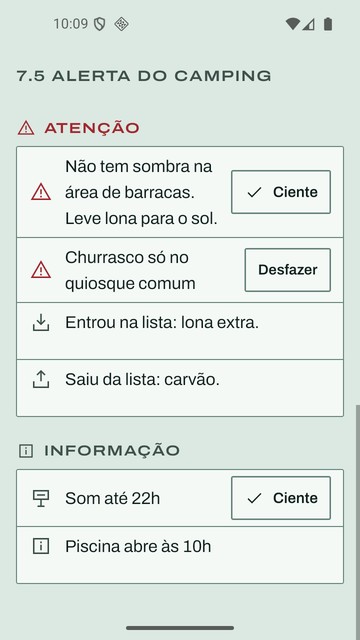 10:09
7.5 ALERTA DO CAMPING
ATENÇÃO
Não tem sombra na
área de barracas.
Leve lona para o sol.
Ciente
Churrasco só no
quiosque comum
Desfazer
Entrou na lista: lona extra.
Saiu da lista: carvão.
INFORMAÇÃO
Som até 22h
Ciente
Piscina abre às 10h